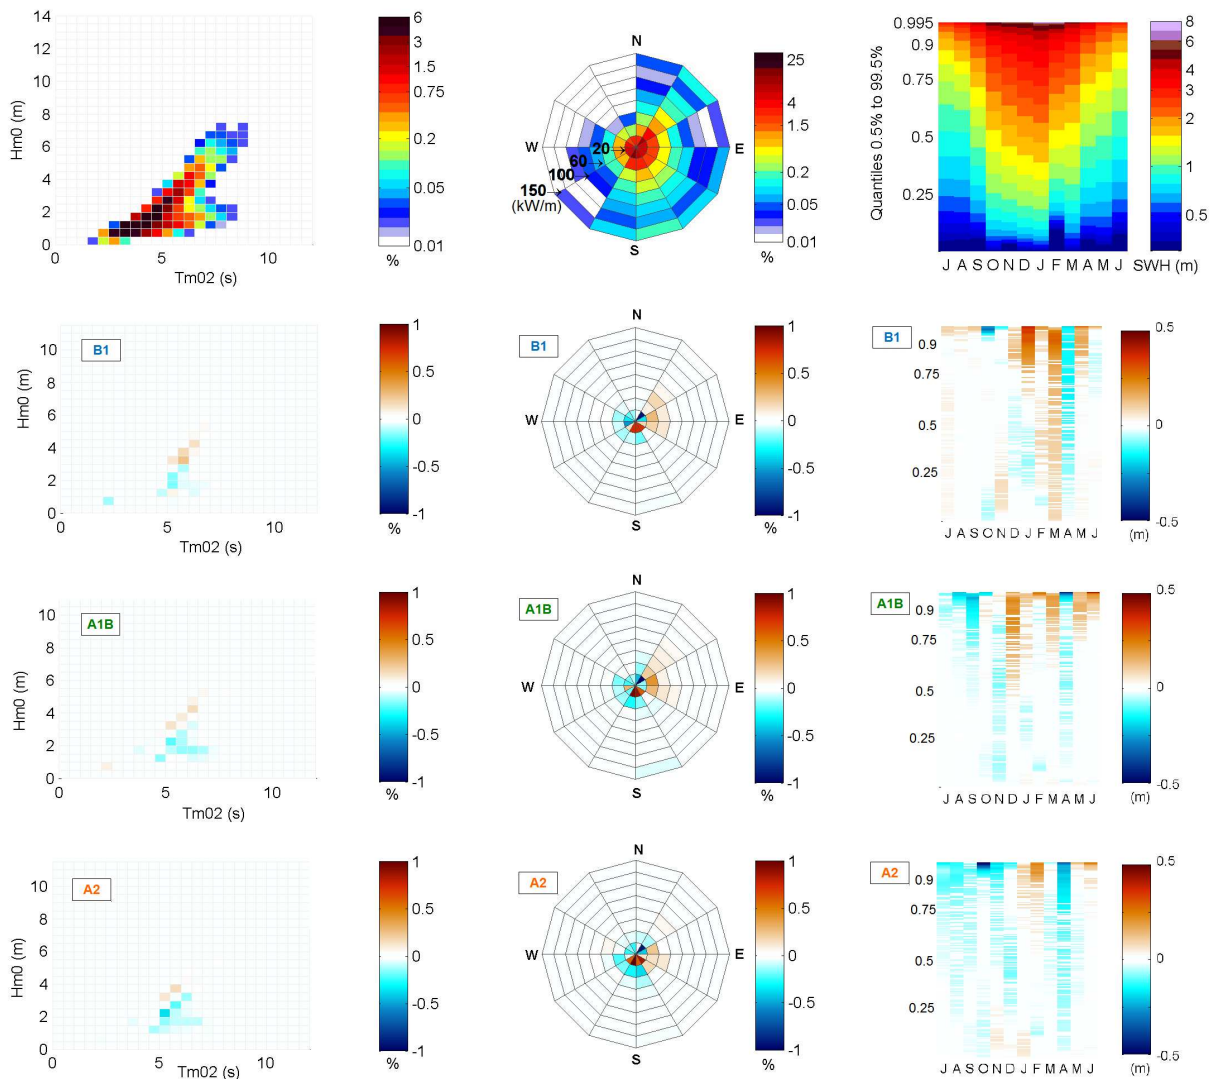 14
12
10
8
6
4
2
0
0
5
10
Hm0 (m)
Tm02 (s)
6
3
1.5
0.75
0.2
0.05
0.01
%
N
W
E
S
20
60
100
150
(kW/m)
25
4
1.5
0.2
0.05
0.01
%
Quantiles 0.5% to 99.5%
0.995
0.9
0.75
0.5
0.25
J A S O N D J F M A M J
SWH (m)
8
6
4
2
1
0.5
B1
10
8
6
4
2
0
0
5
10
Hm0 (m)
Tm02 (s)
1
0.5
0
-0.5
-1
%
B1
N
W
E
S
1
0.5
0
-0.5
-1
%
B1
0.9
0.75
0.5
0.25
J A S O N D J F M A M J
(m)
0.5
0
-0.5
A1B
10
8
6
4
2
0
0
5
10
Hm0 (m)
Tm02 (s)
1
0.5
0
-0.5
-1
%
A1B
N
W
E
S
1
0.5
0
-0.5
-1
%
A1B
0.9
0.75
0.5
0.25
J A S O N D J F M A M J
(m)
0.5
0
-0.5
A2
10
8
6
4
2
0
0
5
10
Hm0 (m)
Tm02 (s)
1
0.5
0
-0.5
-1
%
A2
N
W
E
S
1
0.5
0
-0.5
-1
%
A2
0.9
0.75
0.5
0.25
J A S O N D J F M A M J
(m)
0.5
0
-0.5